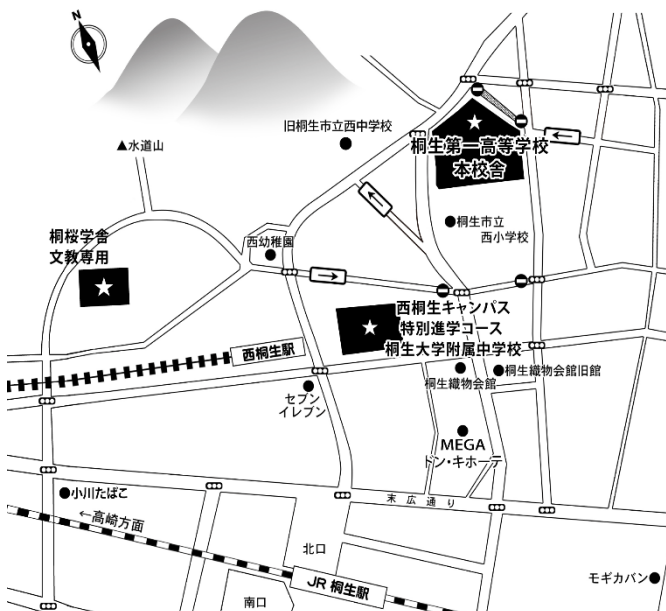 N
旧桐生市立西中学校
▲水道山
桐生第一高等学校
本校舎
桐桜学舎
文教専用
桐生市立
西小学校
西幼稚園
西桐生キャンパス
特別進学コース
桐生大学附属中学校
西桐生駅
桐生織物会館
桐生織物会館旧館
セブン
イレブン
MEGA
ドン・キホーテ
小川たばこ
末広通り
←高崎方面
北口
JR 桐生駅
南口
モギカバン